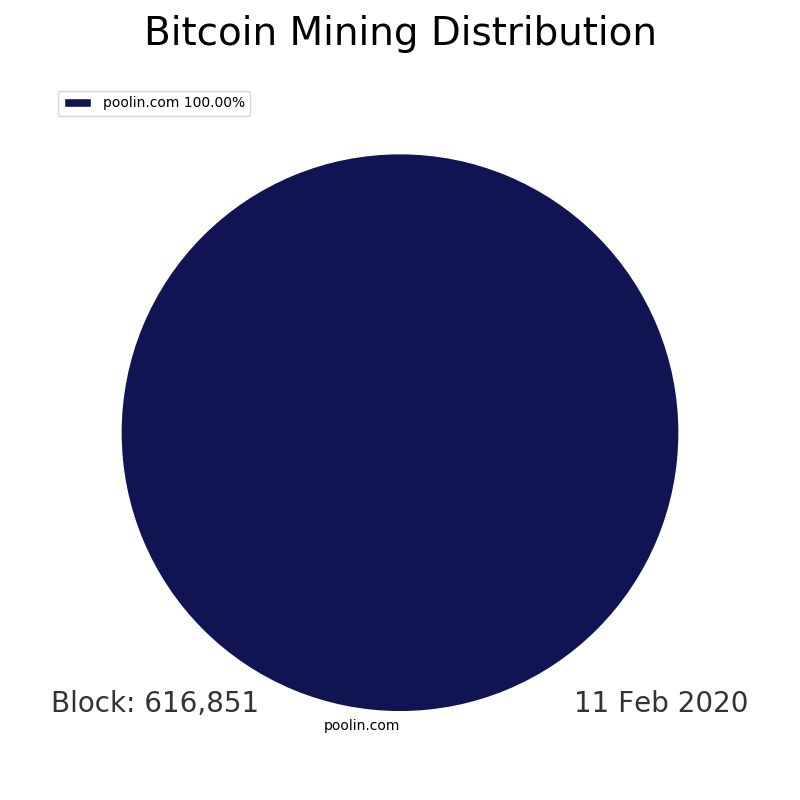 Bitcoin Mining Distribution
poolin.com 100.00%
Block: 616,851
11 Feb 2020
poolin.com